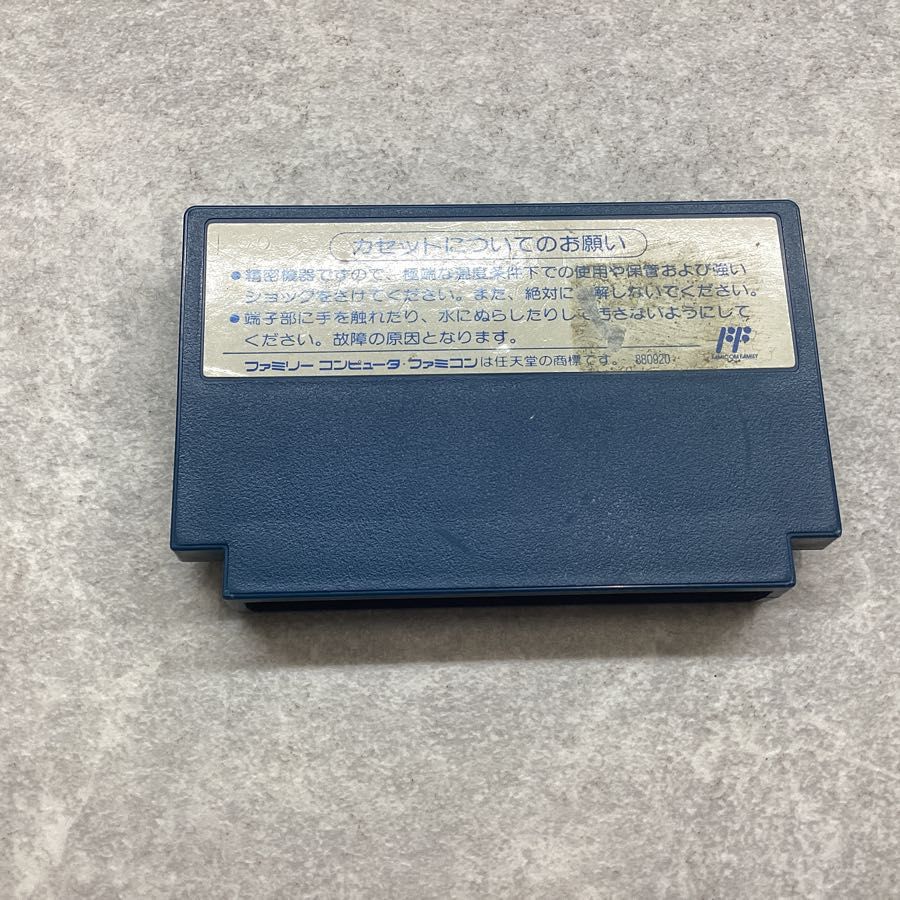 カセットについてのお願い
●精密機器ですので、極端な温度条件下での使用や保管および強い
ショックをさけてください。また、絶対に 解しないでください。
●端子部に手を触れたり、水にぬらしたりして汚さないようにして
ください。故障の原因となります。
FAMICOM FAMILY
ファミリー コンピュータ・ファミコンは任天堂の商標です。 880920